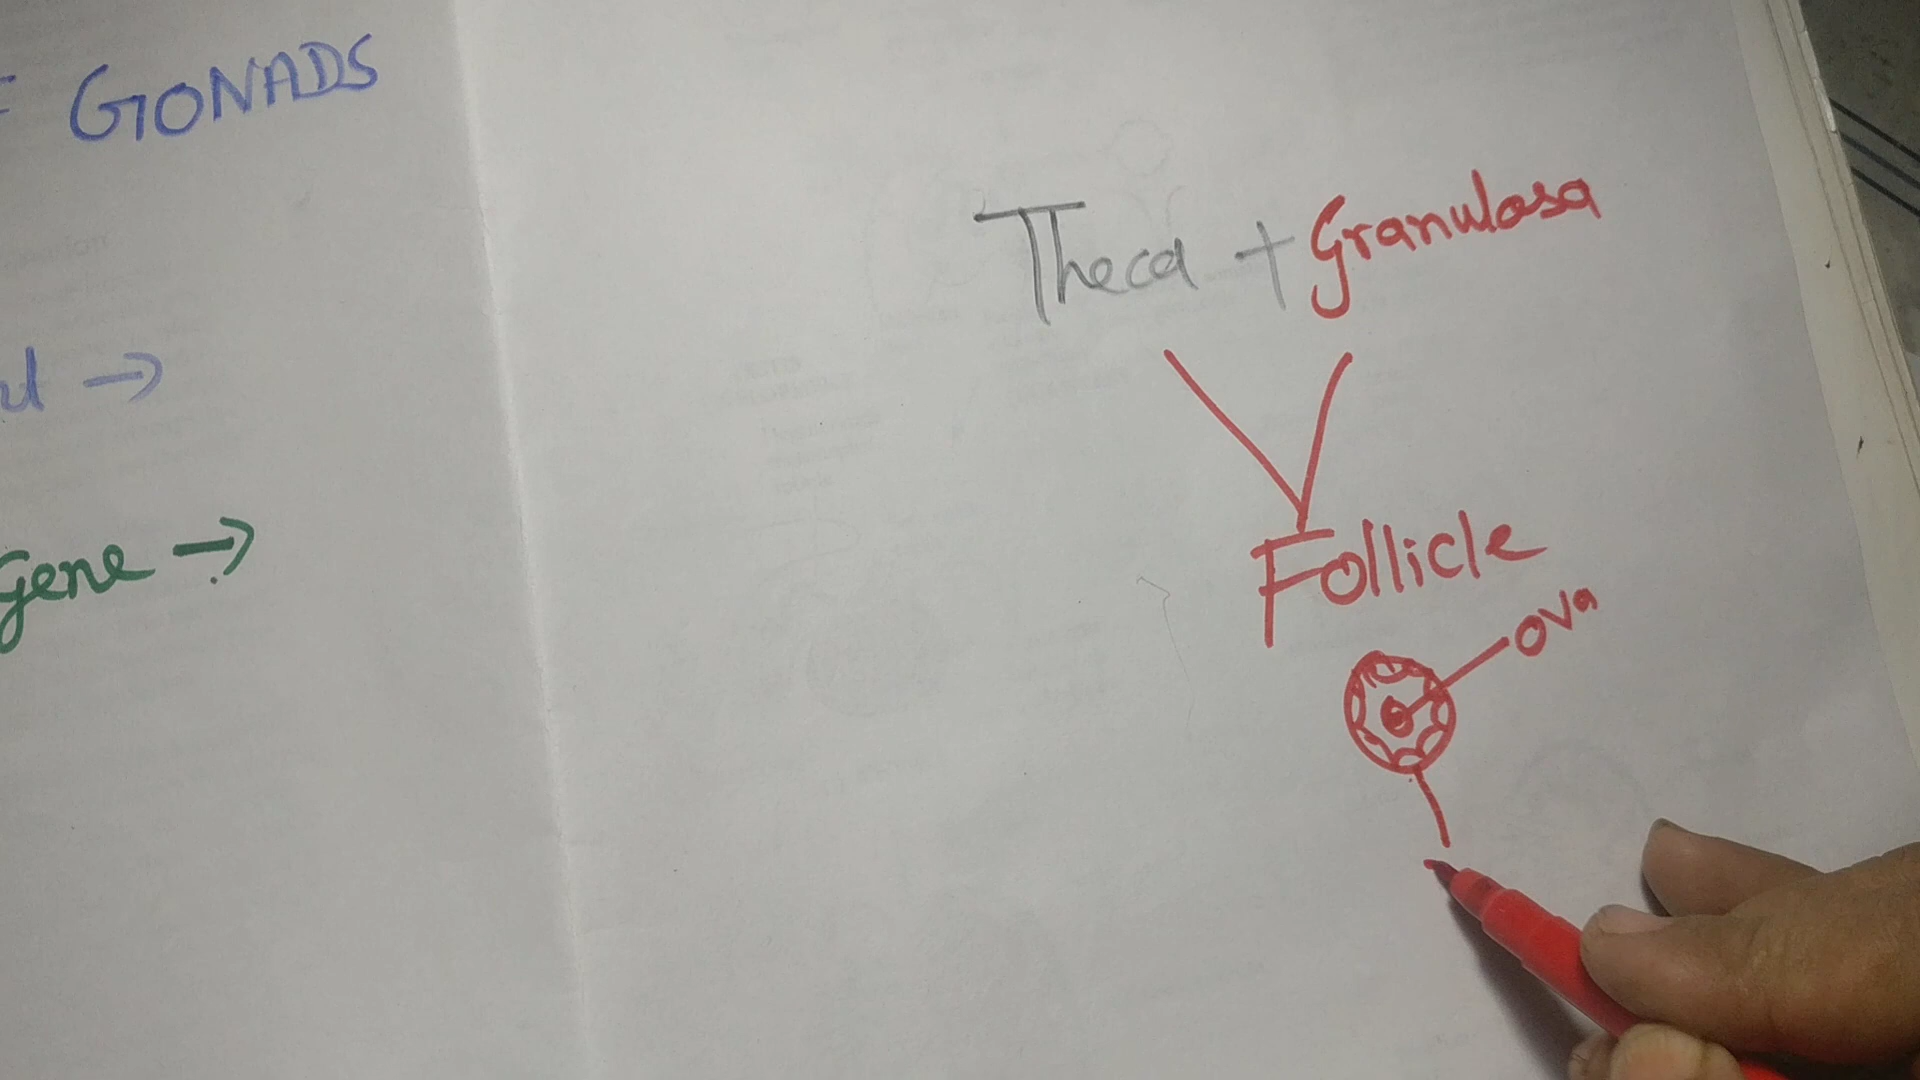 = GONADS
→
Gene →
Theca + Granulosa
Follicle
ova